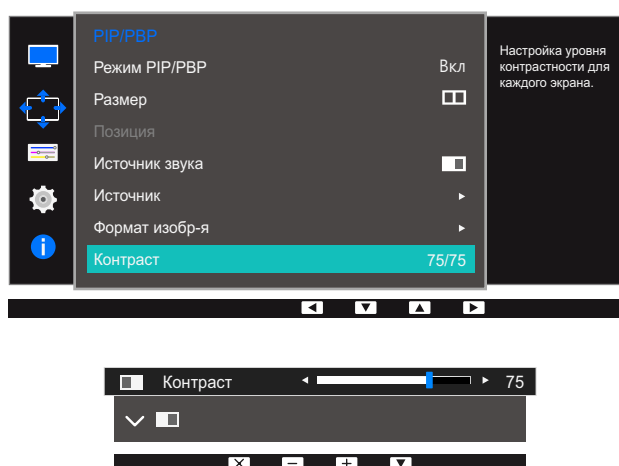 PIP/PBP
Режим PIP/PBP Вкл
Размер
Позиция
Источник звука
Источник
Формат изобр-я
Контраст 75/75
Настройка уровня
контрастности для
каждого экрана.
Контраст 75